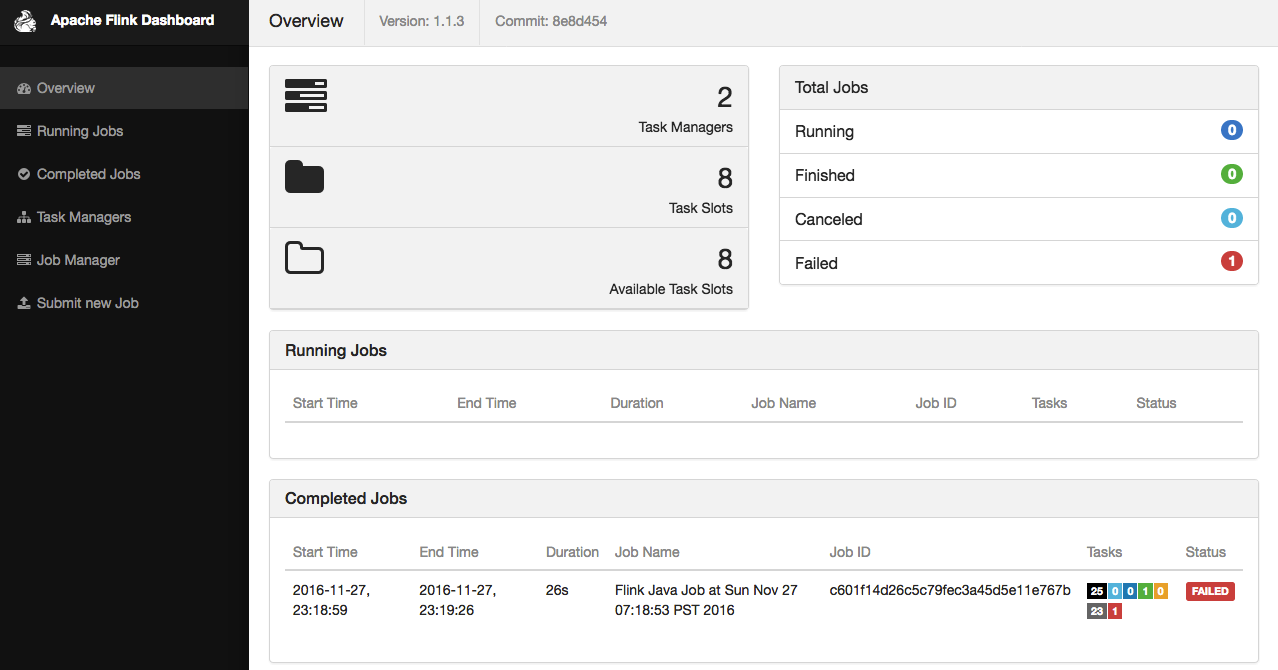 Apache Flink Dashboard
Overview
Version: 1.1.3
Commit: 8e8d454
Overview
Running Jobs
Completed Jobs
Task Managers
Job Manager
Submit new Job
2
Task Managers
8
Task Slots
8
Available Task Slots
Total Jobs
Running 0
Finished 0
Canceled 0
Failed 1
Running Jobs
Start Time End Time Duration Job Name Job ID Tasks Status
Completed Jobs
Start Time End Time Duration Job Name Job ID Tasks Status
2016-11-27, 2016-11-27, 26s Flink Java Job at Sun Nov 27 c601f14d26c5c79fec3a45d5e11e767b 25 0 0 1 0 FAILED
23:18:59 23:19:26 07:18:53 PST 2016 23 1